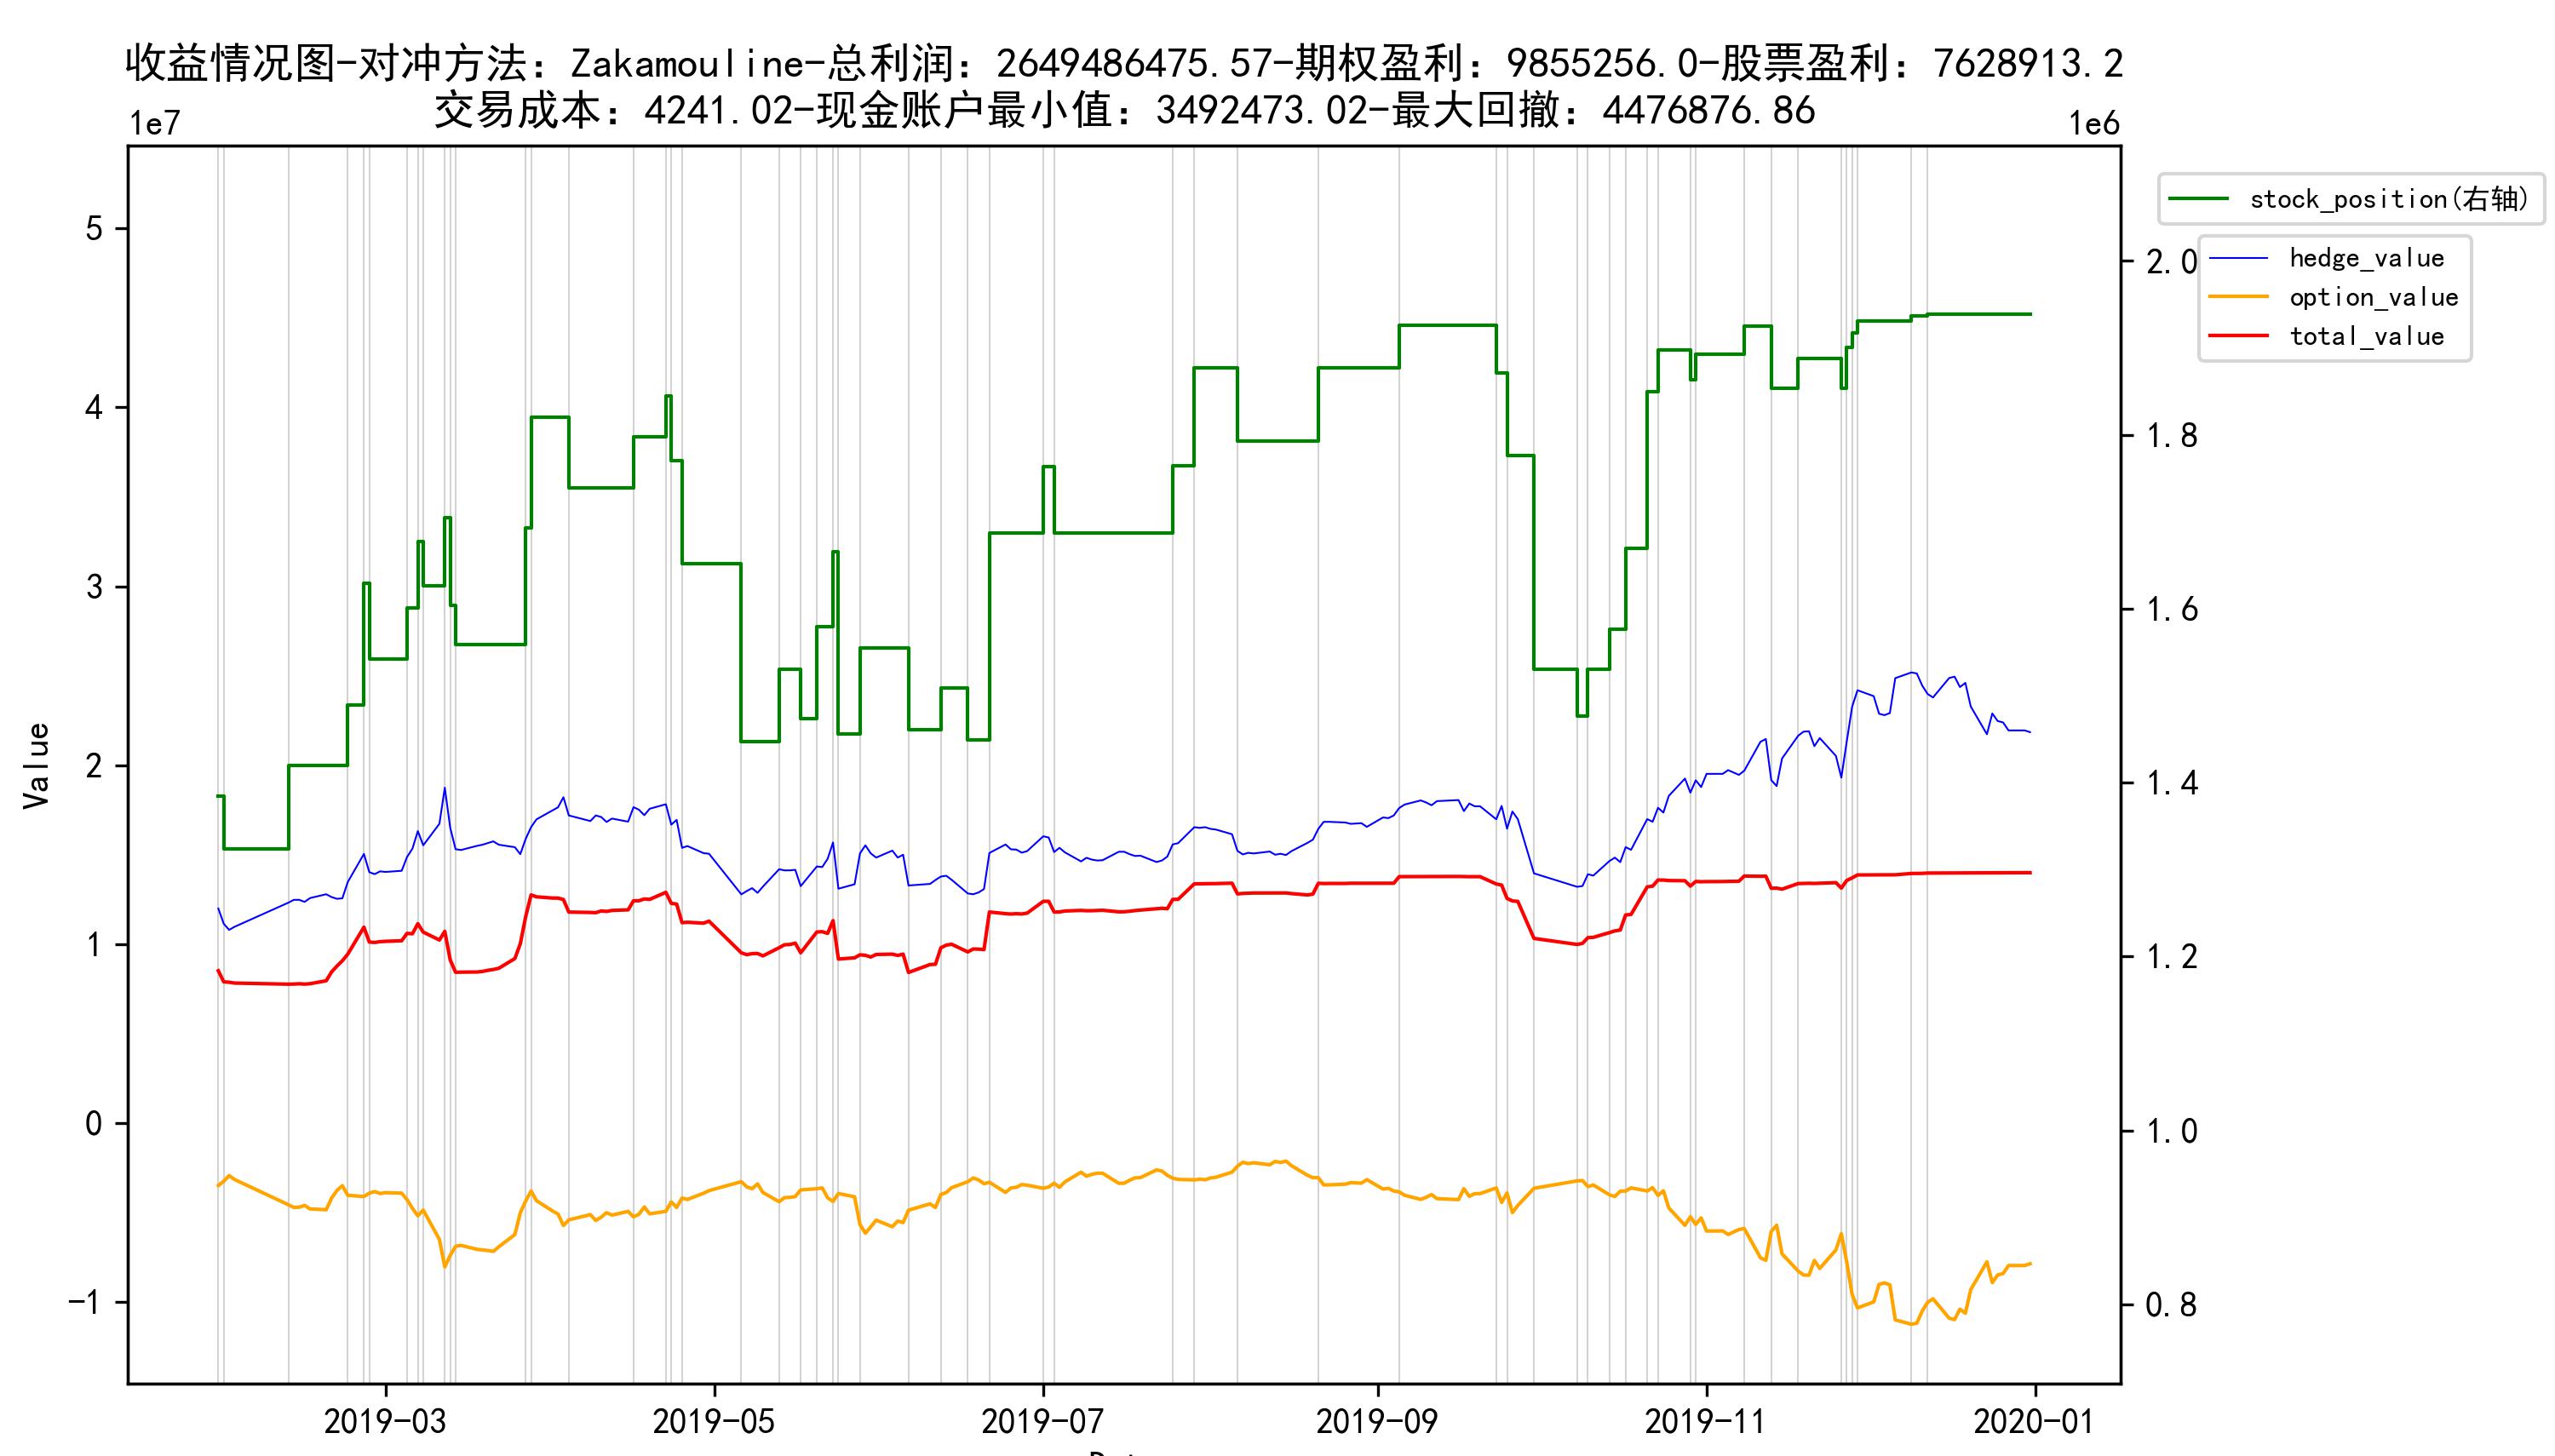 收益情况图-对冲方法：Zakamouline-总利润：2649486475.57-期权盈利：9855256.0-股票盈利：7628913.2
交易成本：4241.02-现金账户最小值：3492473.02-最大回撤：4476876.86
1e7
1e6
stock_position(右轴)
hedge_value
option_value
total_value
5
4
3
2
1
0
-1
Value
2.0
1.8
1.6
1.4
1.2
1.0
0.8
2019-03
2019-05
2019-07
2019-09
2019-11
2020-01